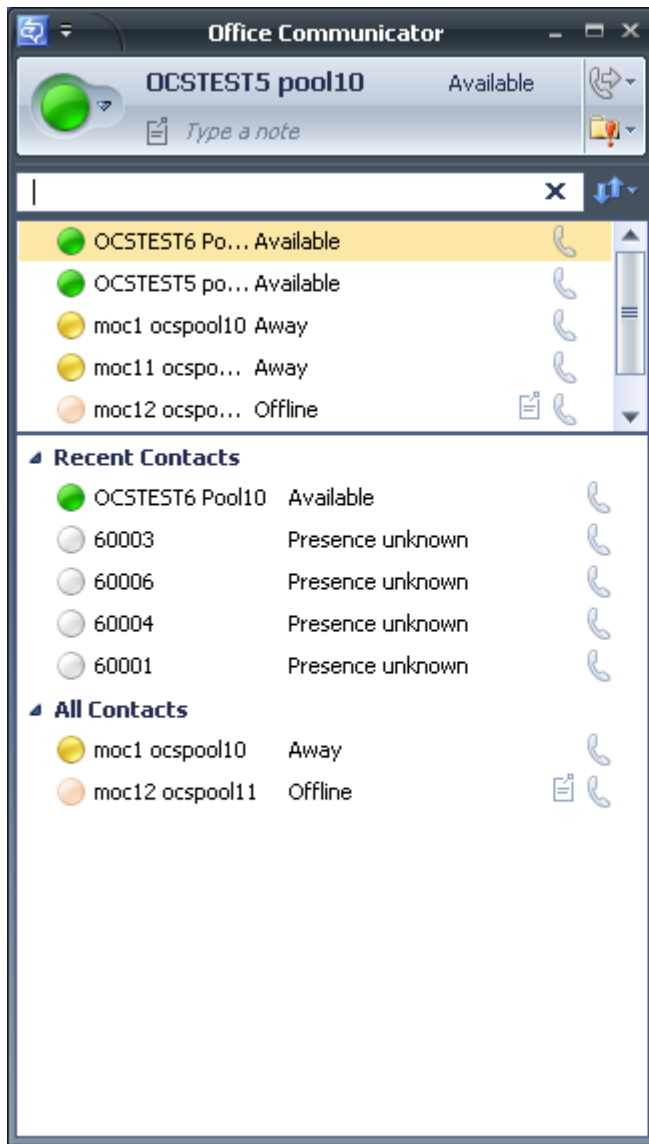 Office Communicator
OCSTEST5 pool10 Available
Type a note
OCSTEST6 Po... Available
OCSTEST5 po... Available
moc1 ocspool10 Away
moc11 ocspo... Away
moc12 ocspo... Offline
Recent Contacts
OCSTEST6 Pool10 Available
60003 Presence unknown
60006 Presence unknown
60004 Presence unknown
60001 Presence unknown
All Contacts
moc1 ocspool10 Away
moc12 ocspool11 Offline